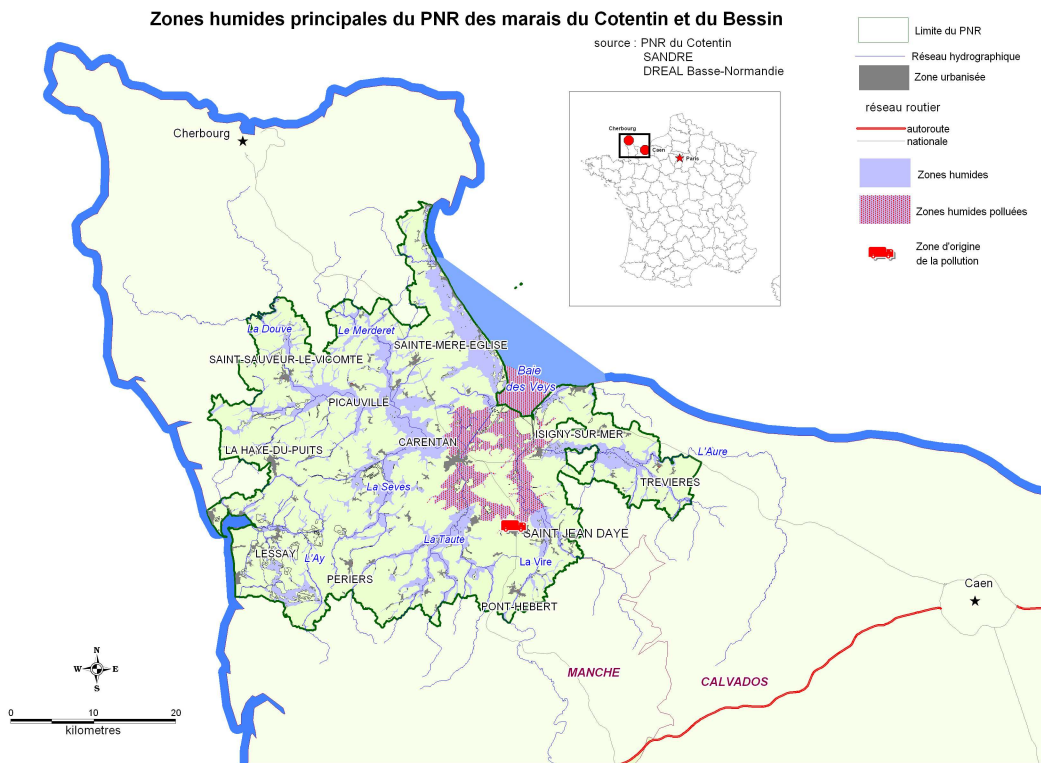 Zones humides principales du PNR des marais du Cotentin et du Bessin
source : PNR du Cotentin
SANDRE
DREAL Basse-Normandie
Limite du PNR
Réseau hydrographique
Zone urbanisée
réseau routier
autoroute
nationale
Zones humides
Zones humides polluées
Zone d'origine
de la pollution
Cherbourg
Caen
Paris
Cherbourg
La Douve
Le Merderet
SAINTE-MERE-EGLISE
SAINT-SAUVEUR-LE-VICOMTE
Baie
des Veys
PICAUVILLE
CARENTAN
ISIGNY-SUR-MER
LA HAYE-DU-PUITS
L'Aure
La Sèves
TREVIERES
SAINT JEAN DAYE
La Taute
LESSAY
L'Ay
La Vire
PERIERS
PONT-HEBERT
Caen
MANCHE
CALVADOS
N
W
E
S
0
10
20
kilometres